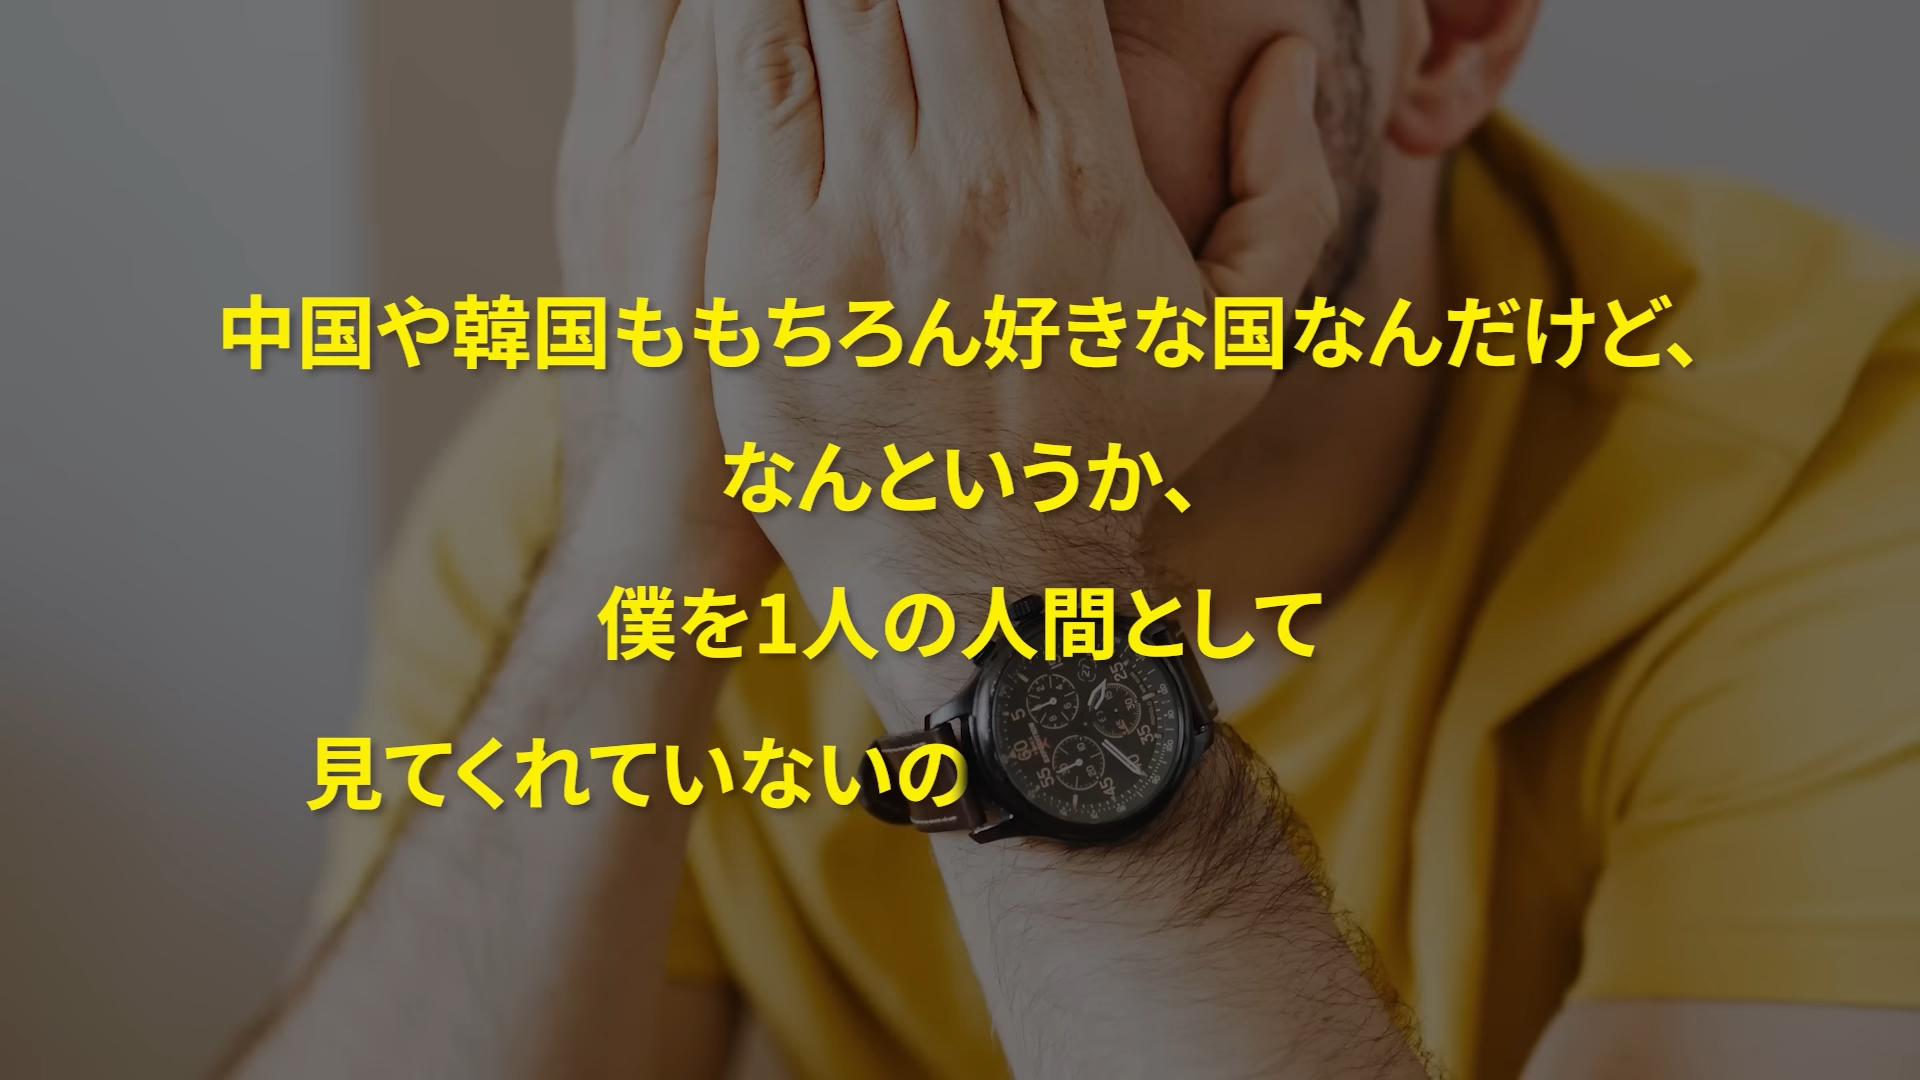 中国や韓国ももちろん好きな国なんだけど、
なんというか、
僕を1人の人間として
見てくれていないの